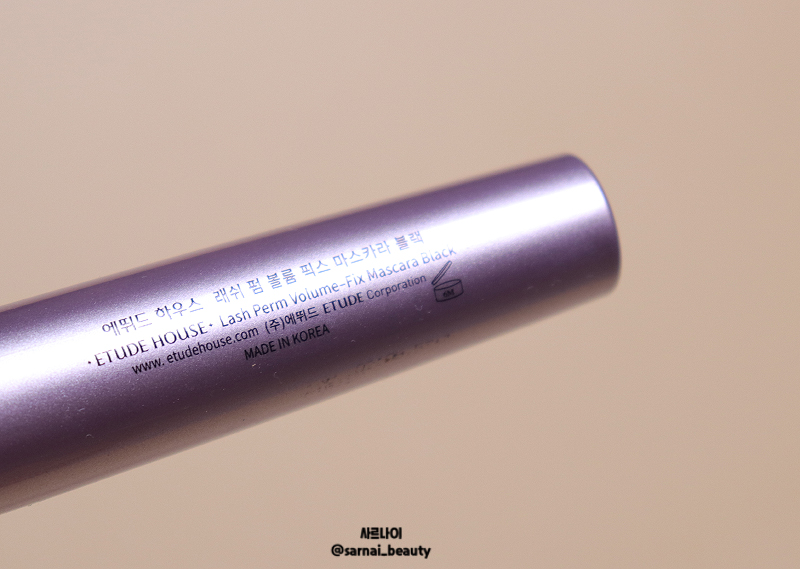 에뛰드 하우스 래쉬 펌 볼륨 픽스 마스카라 블랙
·ETUDE HOUSE· Lash Perm Volume-Fix Mascara Black
www.etudehouse.com (주)에뛰드 ETUDE Corporation
MADE IN KOREA
사르나이
@sarnai_beauty